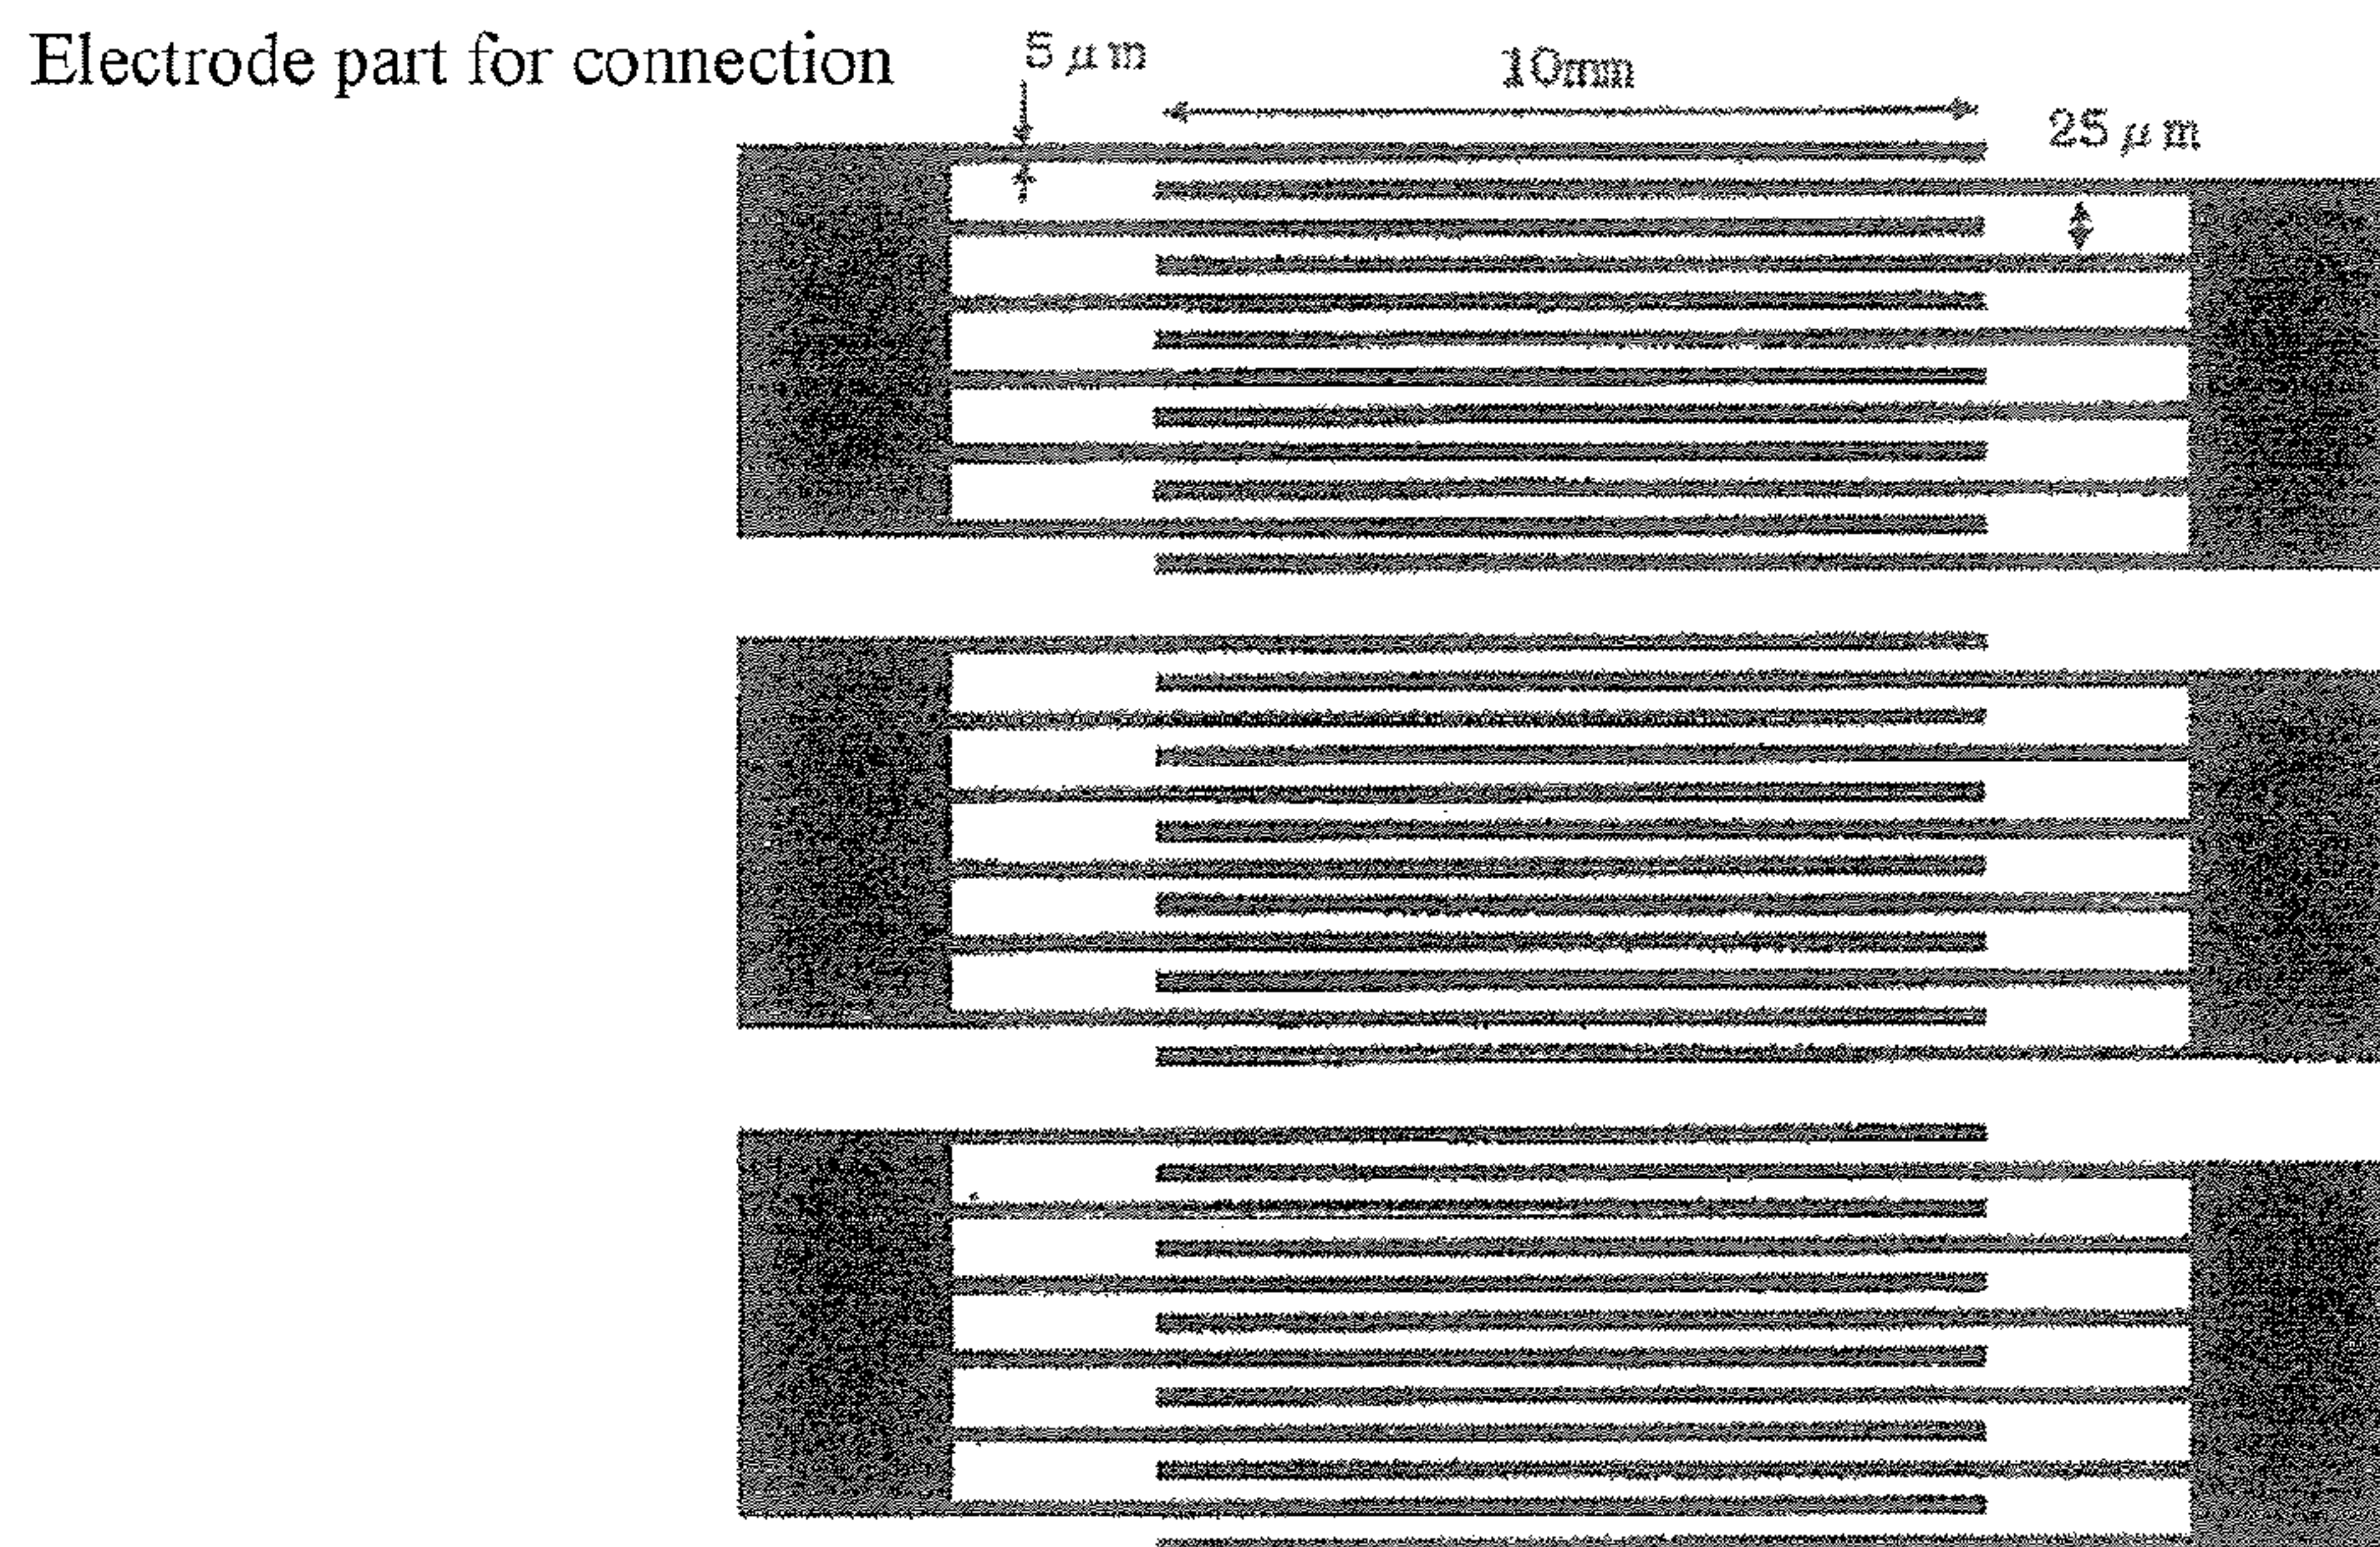 Electrode part for connection
5 μm
10mm
25 μm